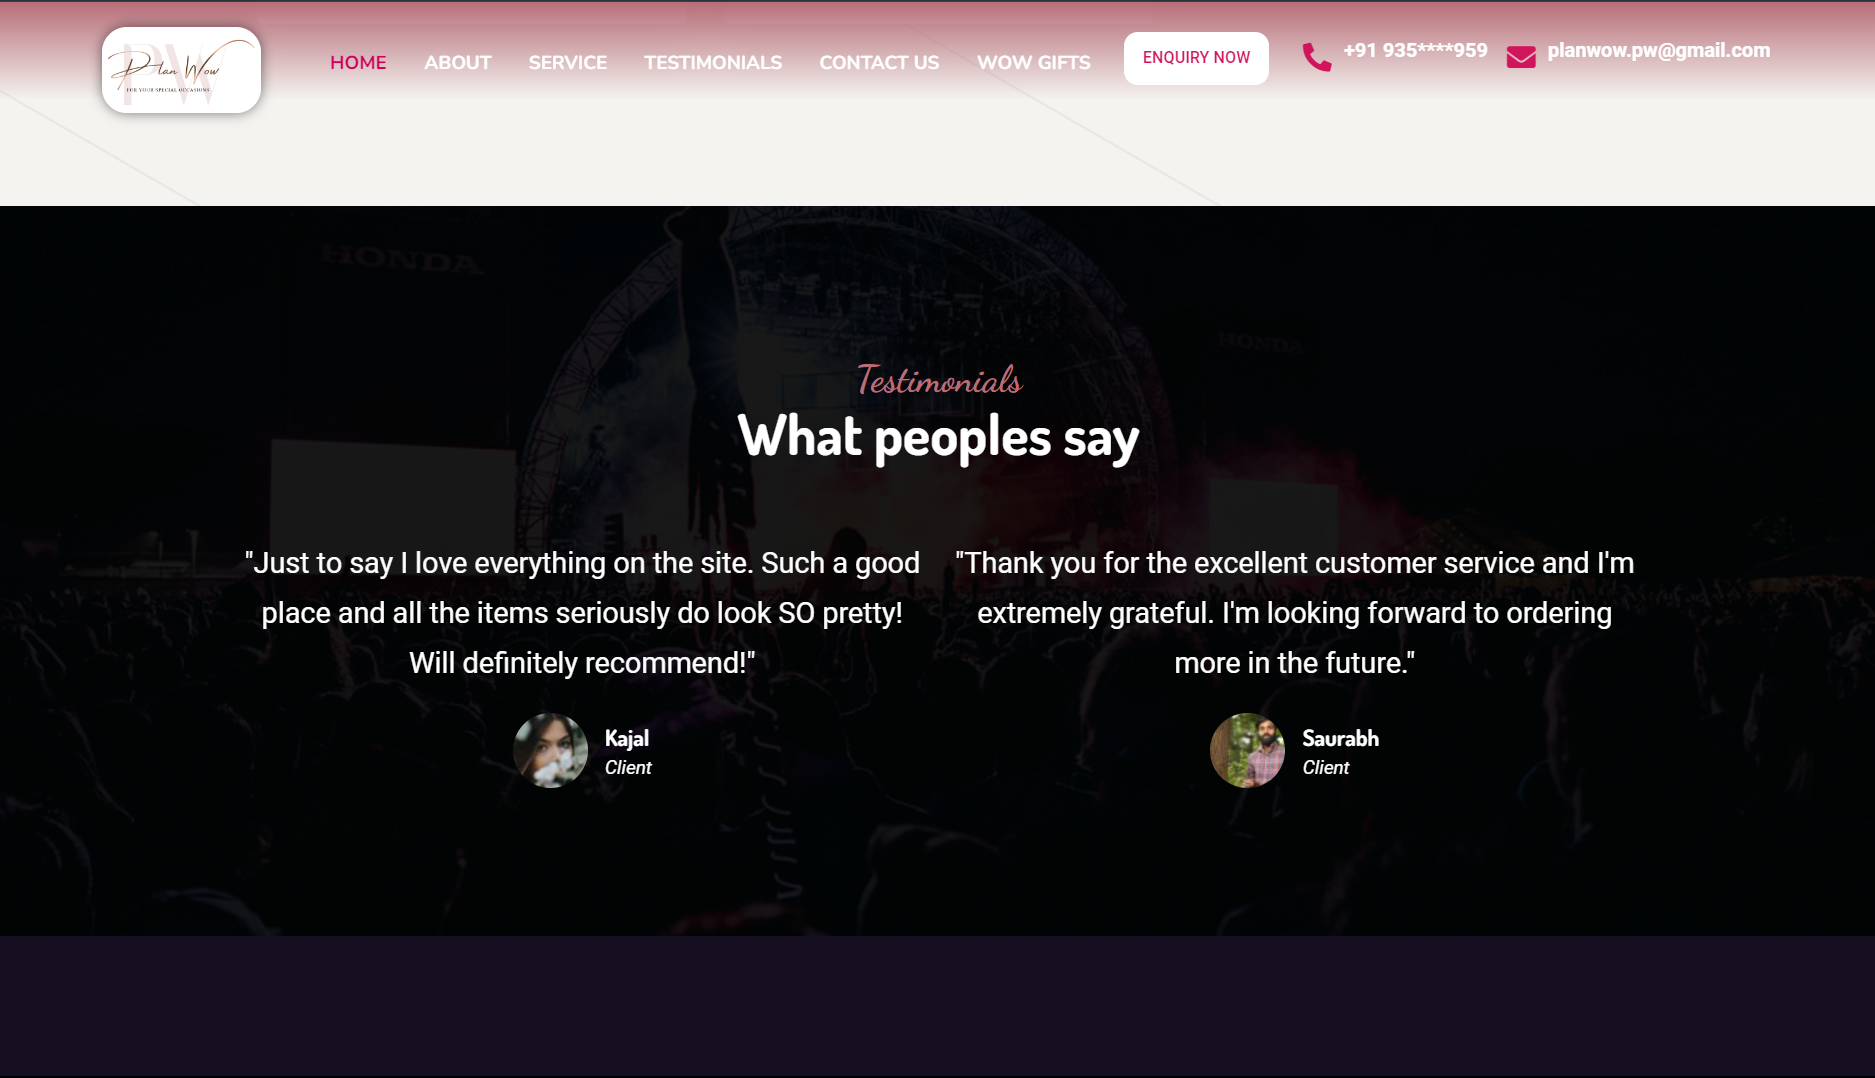 PW
Plan Wow
FOR YOUR SPECIAL OCCASIONS
HOME
ABOUT
SERVICE
TESTIMONIALS
CONTACT US
WOW GIFTS
ENQUIRY NOW
+91 935****959
planwow.pw@gmail.com
HONDA
HONDA
Testimonials
What peoples say
"Just to say I love everything on the site. Such a good
place and all the items seriously do look SO pretty!
Will definitely recommend!"
Kajal
Client
"Thank you for the excellent customer service and I'm
extremely grateful. I'm looking forward to ordering
more in the future."
Saurabh
Client